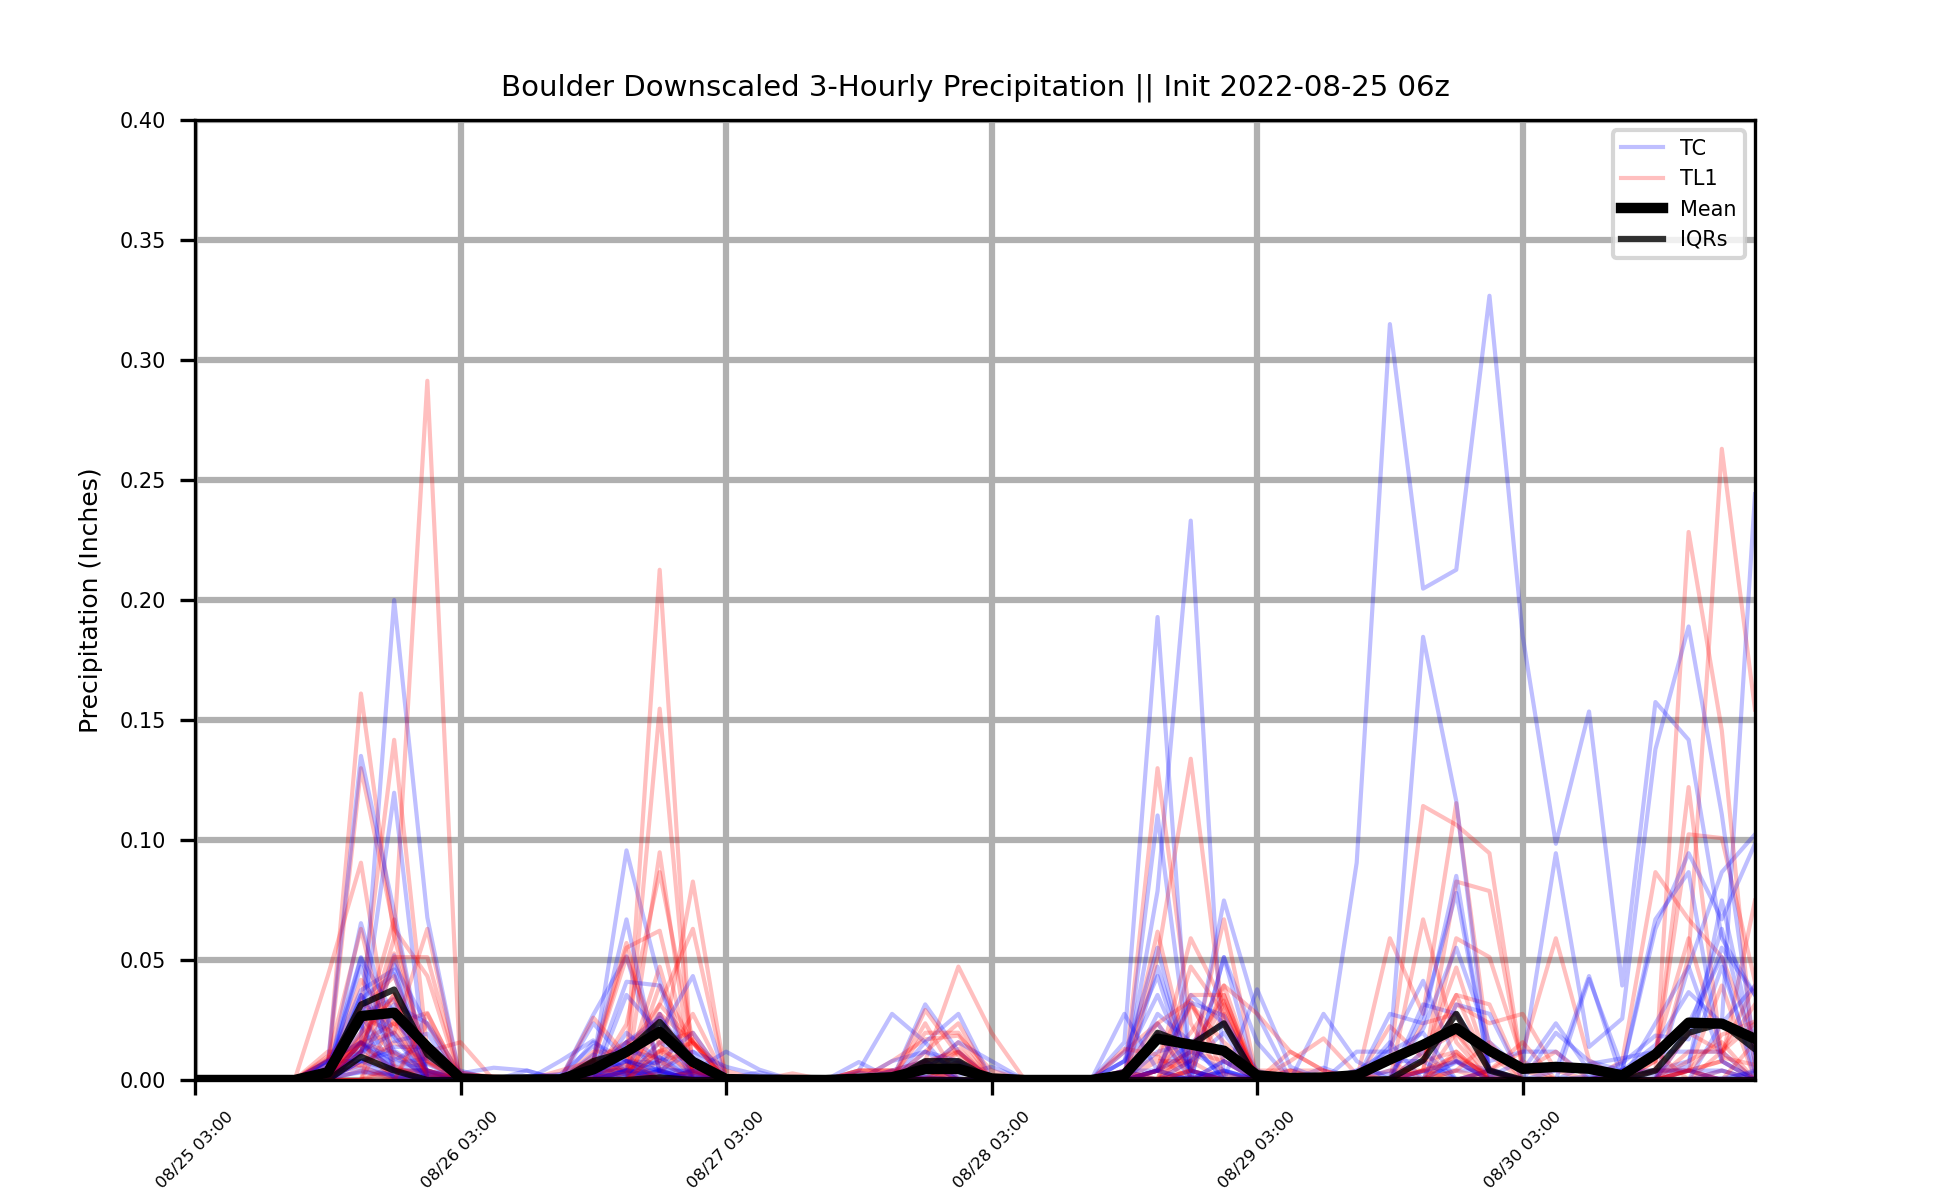 Boulder Downscaled 3-Hourly Precipitation || Init 2022-08-25 06z
0.40
0.35
0.30
0.25
0.20
0.15
0.10
0.05
0.00
Precipitation (Inches)
TC
TL1
Mean
IQRs
08/25 03:00
08/26 03:00
08/27 03:00
08/28 03:00
08/29 03:00
08/30 03:00